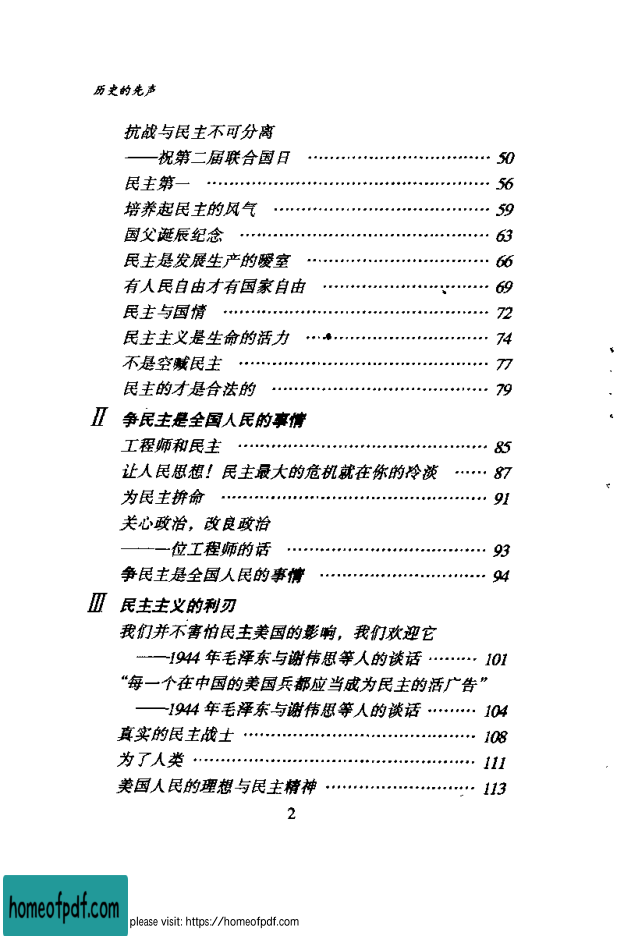 历史的先声
抗战与民主不可分离
——祝第二届联合国日 …………………………… 50
民主第一 …………………………… 56
培养起民主的风气 …………………………… 59
国父诞辰纪念 …………………………… 63
民主是发展生产的暖室 …………………………… 66
有人民自由才有国家自由 …………………………… 69
民主与国情 …………………………… 72
民主主义是生命的活力 …………………………… 74
不是空喊民主 …………………………… 77
民主的才是合法的 …………………………… 79
Ⅱ 争民主是全国人民的事情
工程师和民主 …………………………… 85
让人民思想！民主最大的危机就在你的冷淡 …… 87
为民主拚命 …………………………… 91
关心政治，改良政治
——一位工程师的话 …………………………… 93
争民主是全国人民的事情 …………………………… 94
Ⅲ 民主主义的利刃
我们并不害怕民主美国的影响，我们欢迎它
——1944 年毛泽东与谢伟思等人的谈话 ……… 101
“每一个在中国的美国兵都应当成为民主的活广告”
——1944 年毛泽东与谢伟思等人的谈话 ……… 104
真实的民主战士 …………………………… 108
为了人类 …………………………… 111
美国人民的理想与民主精神 …………………………… 113
2
homeofpdf.com
please visit: https://homeofpdf.com